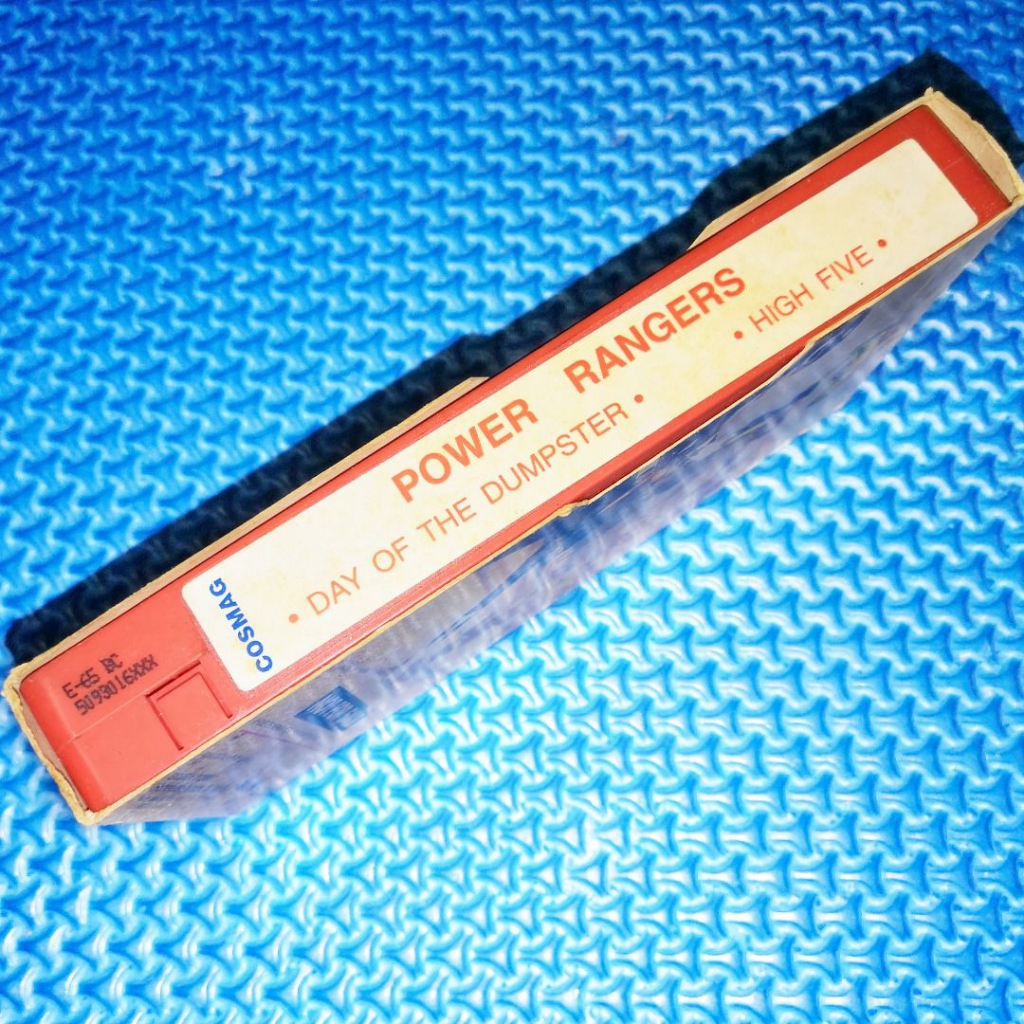 POWER RANGERS
• DAY OF THE DUMPSTER • • HIGH FIVE •
COSMAG
E-65 BC
5093016XXX